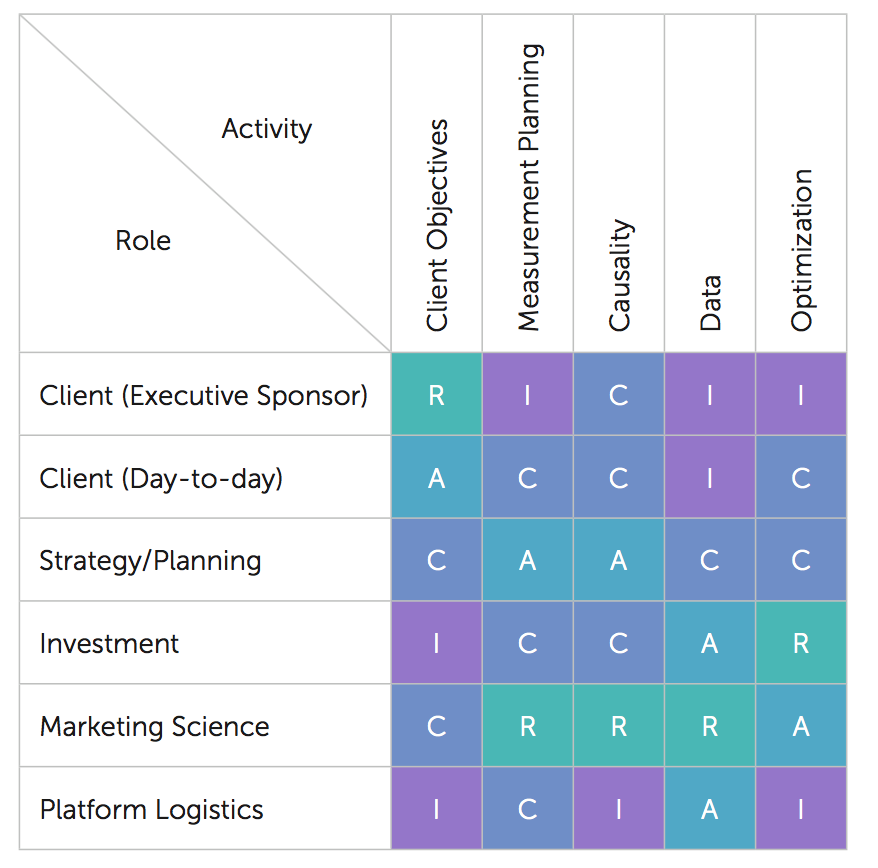 Activity
Role
Client Objectives
Measurement Planning
Causality
Data
Optimization
Client (Executive Sponsor) R I C I I
Client (Day-to-day) A C C I C
Strategy/Planning C A A C C
Investment I C C A R
Marketing Science C R R R A
Platform Logistics I C I A I